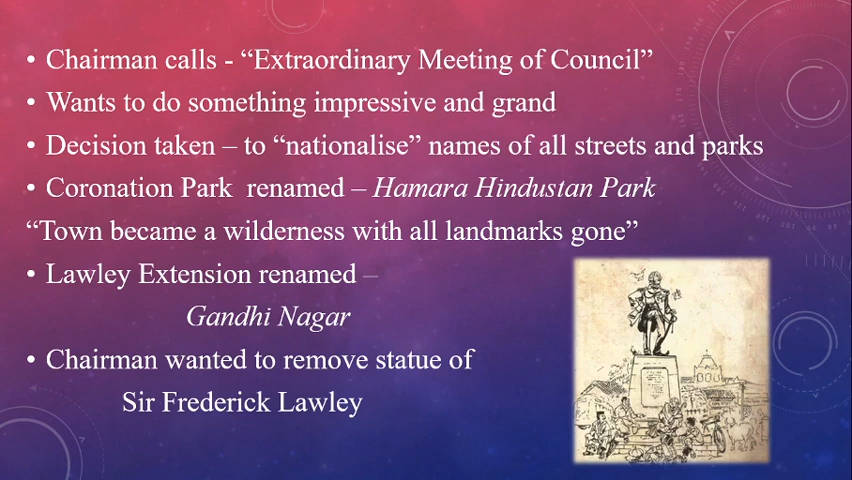 • Chairman calls - “Extraordinary Meeting of Council”
• Wants to do something impressive and grand
• Decision taken – to “nationalise” names of all streets and parks
• Coronation Park renamed – Hamara Hindustan Park
“Town became a wilderness with all landmarks gone”
• Lawley Extension renamed –
Gandhi Nagar
• Chairman wanted to remove statue of
Sir Frederick Lawley